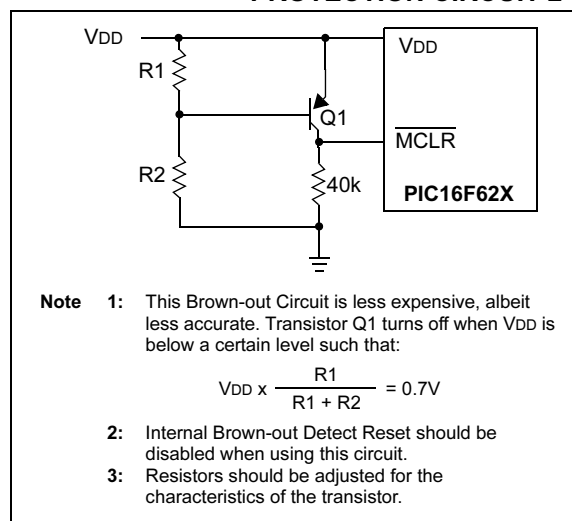 VDD
VDD
R1
Q1
MCLR
R2
40k
PIC16F62X
Note 1: This Brown-out Circuit is less expensive, albeit
less accurate. Transistor Q1 turns off when VDD is
below a certain level such that:
VDD x R1
R1 + R2 = 0.7V
2: Internal Brown-out Detect Reset should be
disabled when using this circuit.
3: Resistors should be adjusted for the
characteristics of the transistor.